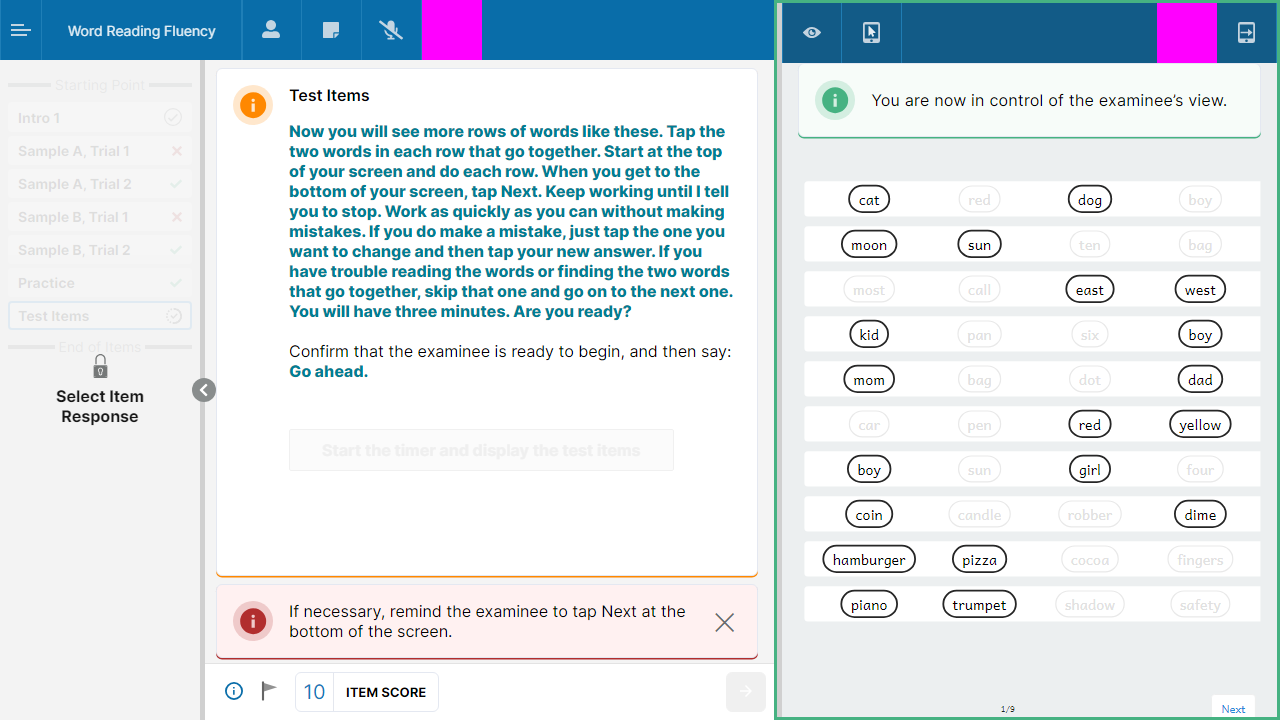 Word Reading Fluency
Starting Point
Intro 1
Sample A, Trial 1
Sample A, Trial 2
Sample B, Trial 1
Sample B, Trial 2
Practice
Test Items
End of Items
Select Item
Response
Test Items
Now you will see more rows of words like these. Tap the
two words in each row that go together. Start at the top
of your screen and do each row. When you get to the
bottom of your screen, tap Next. Keep working until I tell
you to stop. Work as quickly as you can without making
mistakes. If you do make a mistake, just tap the one you
want to change and then tap your new answer. If you
have trouble reading the words or finding the two words
that go together, skip that one and go on to the next one.
You will have three minutes. Are you ready?
Confirm that the examinee is ready to begin, and then say:
Go ahead.
Start the timer and display the test items
If necessary, remind the examinee to tap Next at the
bottom of the screen.
10 ITEM SCORE
You are now in control of the examinee's view.
cat red dog boy
moon sun ten bag
most call east west
kid pan six boy
mom bag dot dad
car pen red yellow
boy sun girl four
coin candle robber dime
hamburger pizza cocoa fingers
piano trumpet shadow safety
1/9
Next